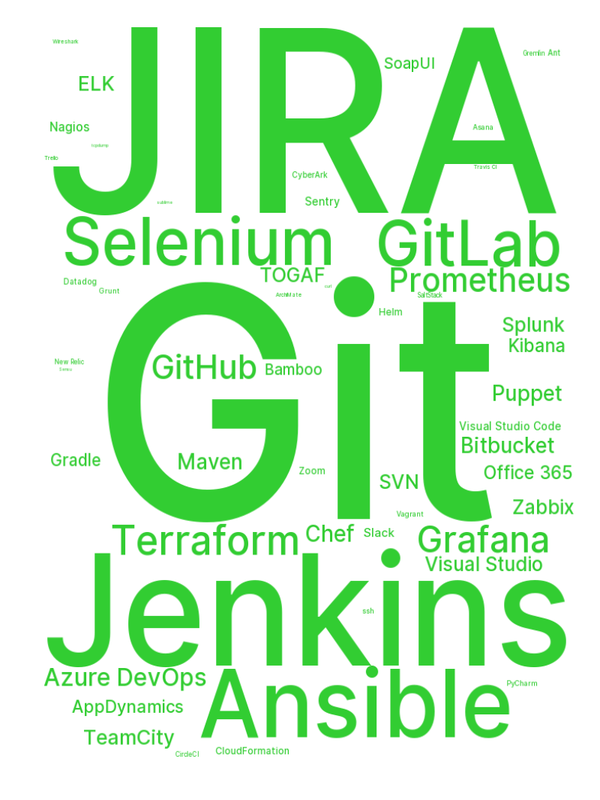 JIRA
Wireshark
SoapUI
Gremlin
Ant
ELK
Nagios
Asana
Trello
Travis CI
CyberArk
Sentry
Selenium
GitLab
TOGAF
Prometheus
Datadog
Grunt
ArchiMate
SaltStack
Git
Helm
Splunk
Kibana
New Relic
GitHub
Bamboo
Puppet
Visual Studio Code
Bitbucket
Gradle
Maven
Zoom
Office 365
SVN
Zabbix
Vagrant
Terraform
Chef
Slack
Grafana
Visual Studio
Jenkins
ssh
Azure DevOps
Ansible
PyCharm
AppDynamics
TeamCity
CircleCI
CloudFormation